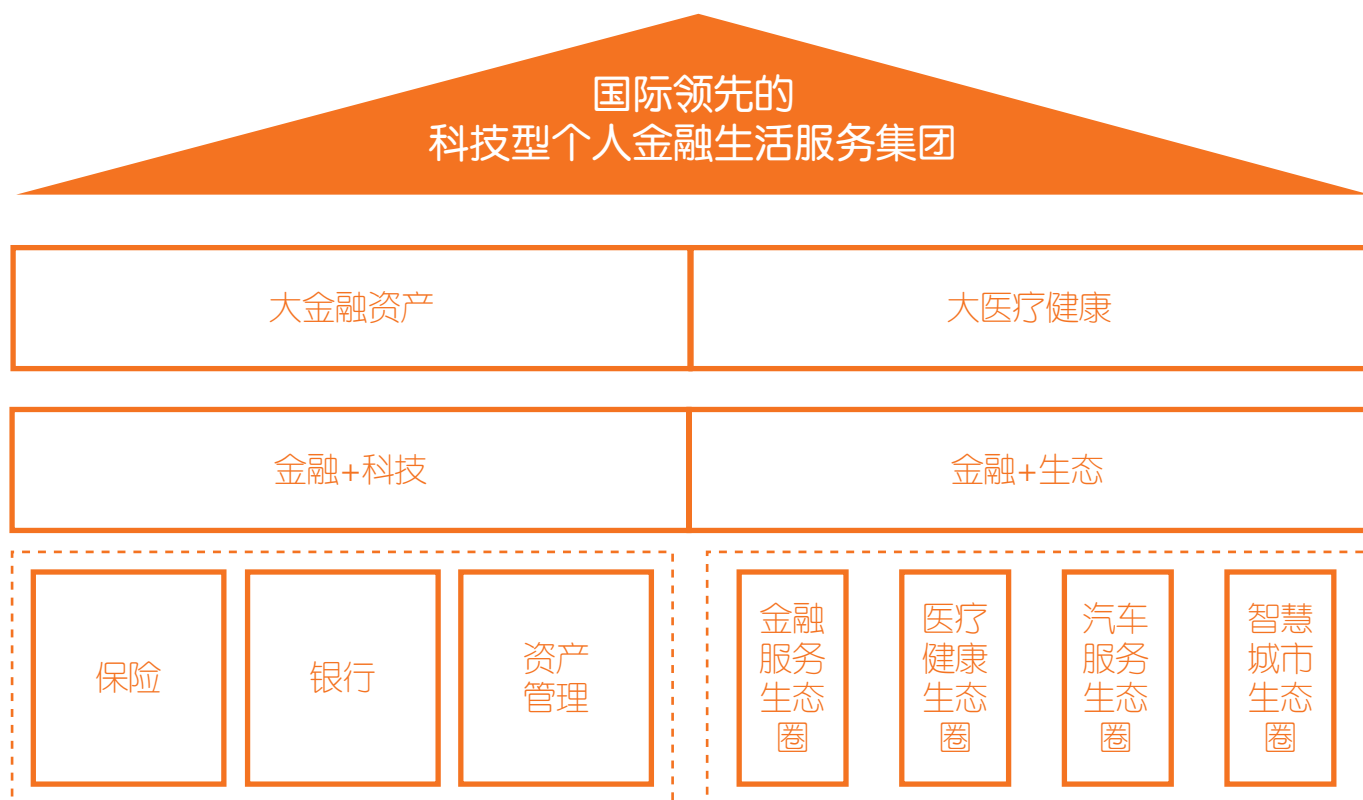 国际领先的
科技型个人金融生活服务集团
大金融资产
大医疗健康
金融+科技
金融+生态
保险
银行
资产
管理
金融
服务
生态
圈
医疗
健康
生态
圈
汽车
服务
生态
圈
智慧
城市
生态
圈